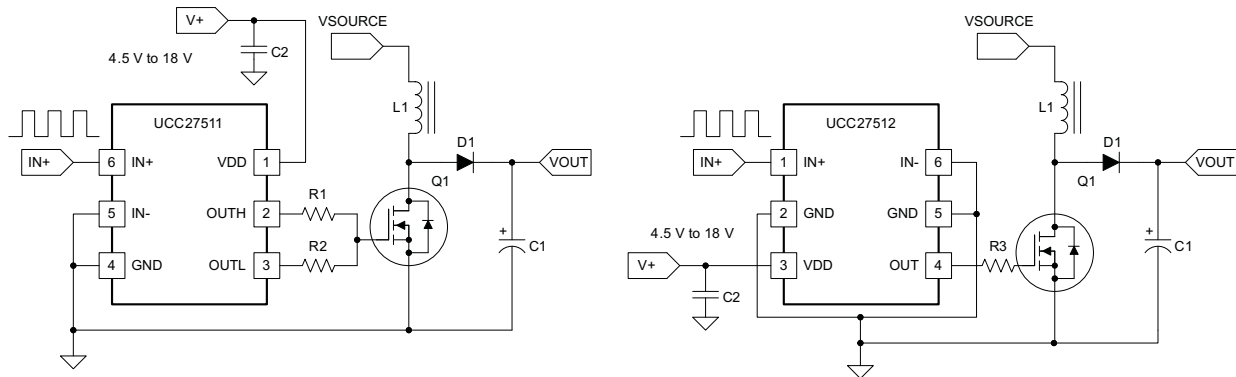 V+
C2
4.5 V to 18 V
VSOURCE
L1
UCC27511
IN+
6 IN+
VDD 1
D1
VOUT
Q1
R1
5 IN-
OUTH 2
R2
4 GND
OUTL 3
+
C1
VSOURCE
L1
UCC27512
IN+
1 IN+
IN- 6
D1
VOUT
Q1
2 GND
GND 5
4.5 V to 18 V
V+
3 VDD
OUT 4
R3
+
C1
C2